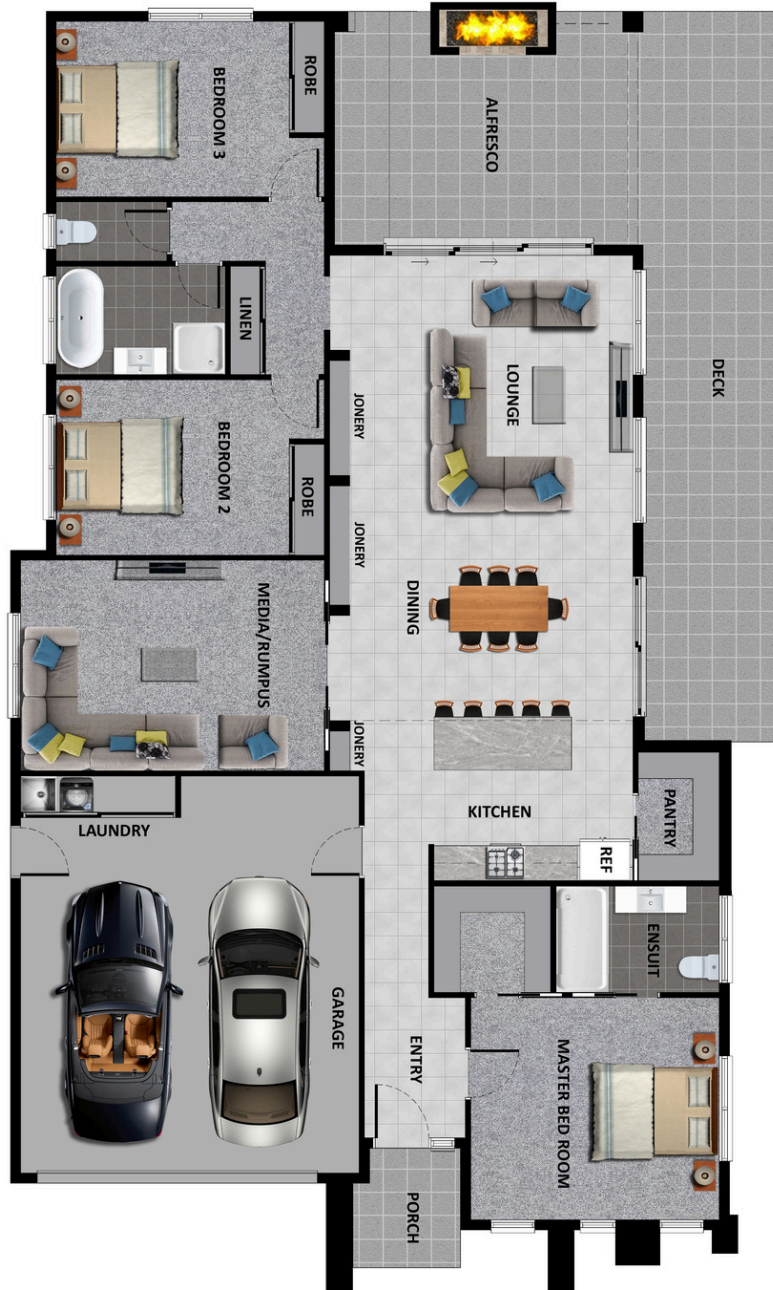 ROBE
BEDROOM 3
ALFRESCO
LINEN
DECK
LOUNGE
JONERY
BEDROOM 2
ROBE
JONERY
DINING
MEDIA/RUMPUS
JONERY
KITCHEN
PANTRY
LAUNDRY
REF
ENSUIT
GARAGE
ENTRY
MASTER BED ROOM
PORCH